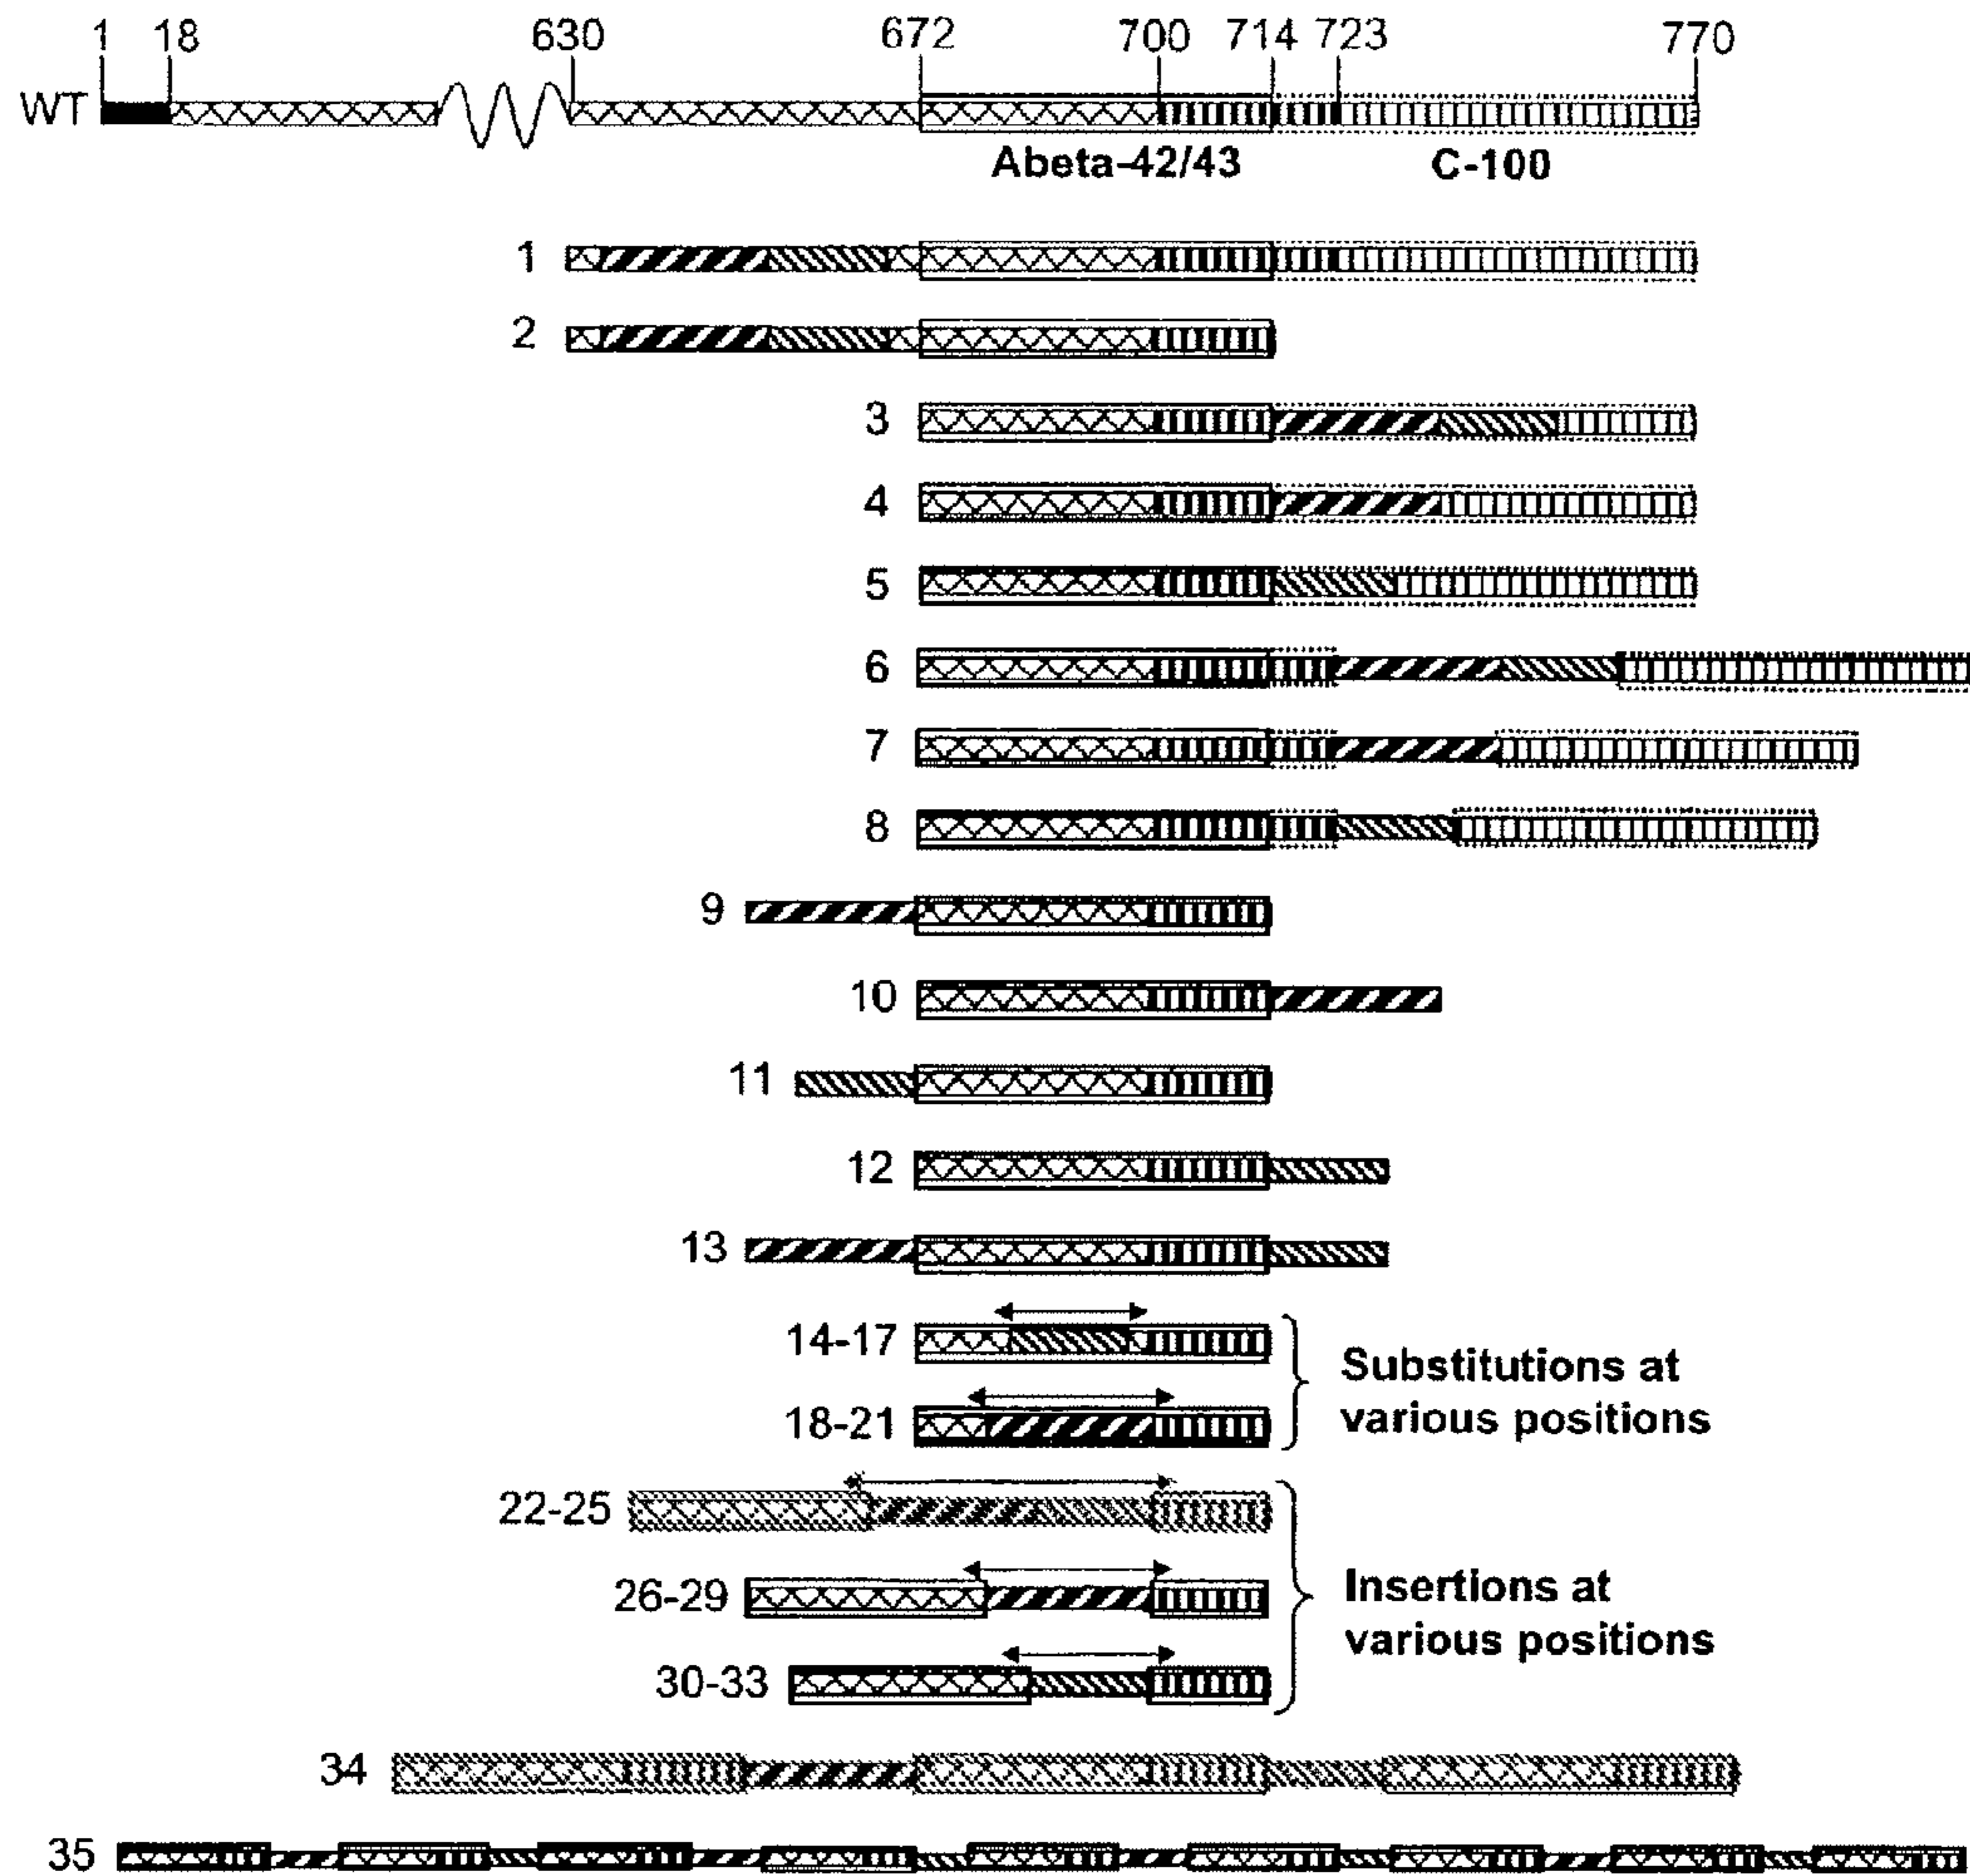 1 18 630 672 700 714 723 770
WT
Abeta-42/43 C-100
1
2
3
4
5
6
7
8
9
10
11
12
13
14-17
18-21
Substitutions at
various positions
22-25
26-29
30-33
Insertions at
various positions
34
35